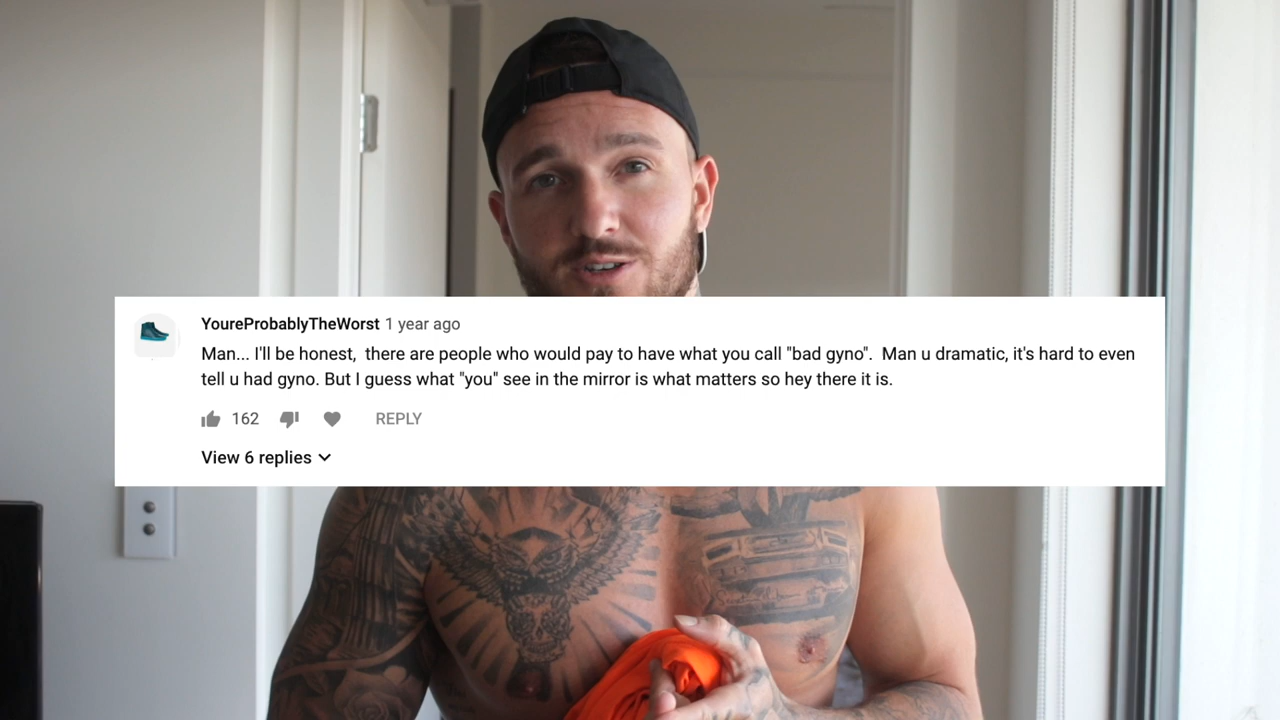 YoureProbablyTheWorst 1 year ago
Man... I'll be honest,  there are people who would pay to have what you call "bad gyno".  Man u dramatic, it's hard to even
tell u had gyno. But I guess what "you" see in the mirror is what matters so hey there it is.
162 REPLY
View 6 replies